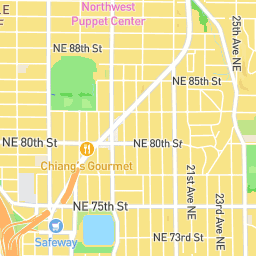 LE
Northwest
Puppet Center
25th Ave NE
NE 88th St
NE 85th St
NE 80th St
NE 80th St
Chiang's Gourmet
21st Ave NE
23rd Ave NE
NE 75th St
NE 73rd St
Safeway